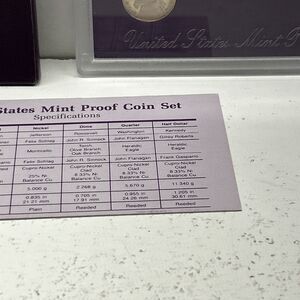 United States Mint
States Mint Proof Coin Set
Specifications
Nickel Dime Quarter Half Dollar
Jefferson Roosevelt Washington Kennedy
Felix Schlag John R. Sinnock John Flanagan Gilroy Roberts
Monticello Torch, Olive Branch, Oak Branch Heraldic Eagle Heraldic Eagle
Felix Schlag John R. Sinnock John Flanagan Frank Gasparro
Cupro-Nickel Cupro-Nickel Clad Cupro-Nickel Clad Cupro-Nickel Clad
25% Ni 8.33% Ni 8.33% Ni 8.33% Ni
Balance Cu Balance Cu Balance Cu Balance Cu
5.000 g 2.268 g 5.670 g 11.340 g
0.835 in 0.705 in 0.955 in 1.205 in
21.21 mm 17.91 mm 24.26 mm 30.61 mm
Plain Reeded Reeded Reeded